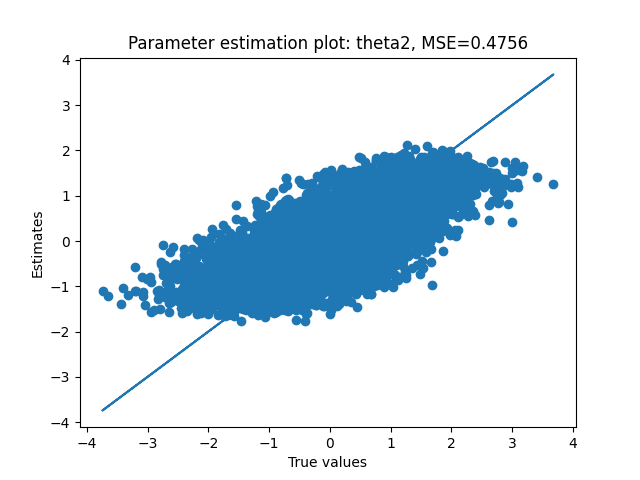 Parameter estimation plot: theta2, MSE=0.4756
4
3
2
1
0
−1
−2
−3
−4
Estimates
−4 −3 −2 −1 0 1 2 3 4
True values